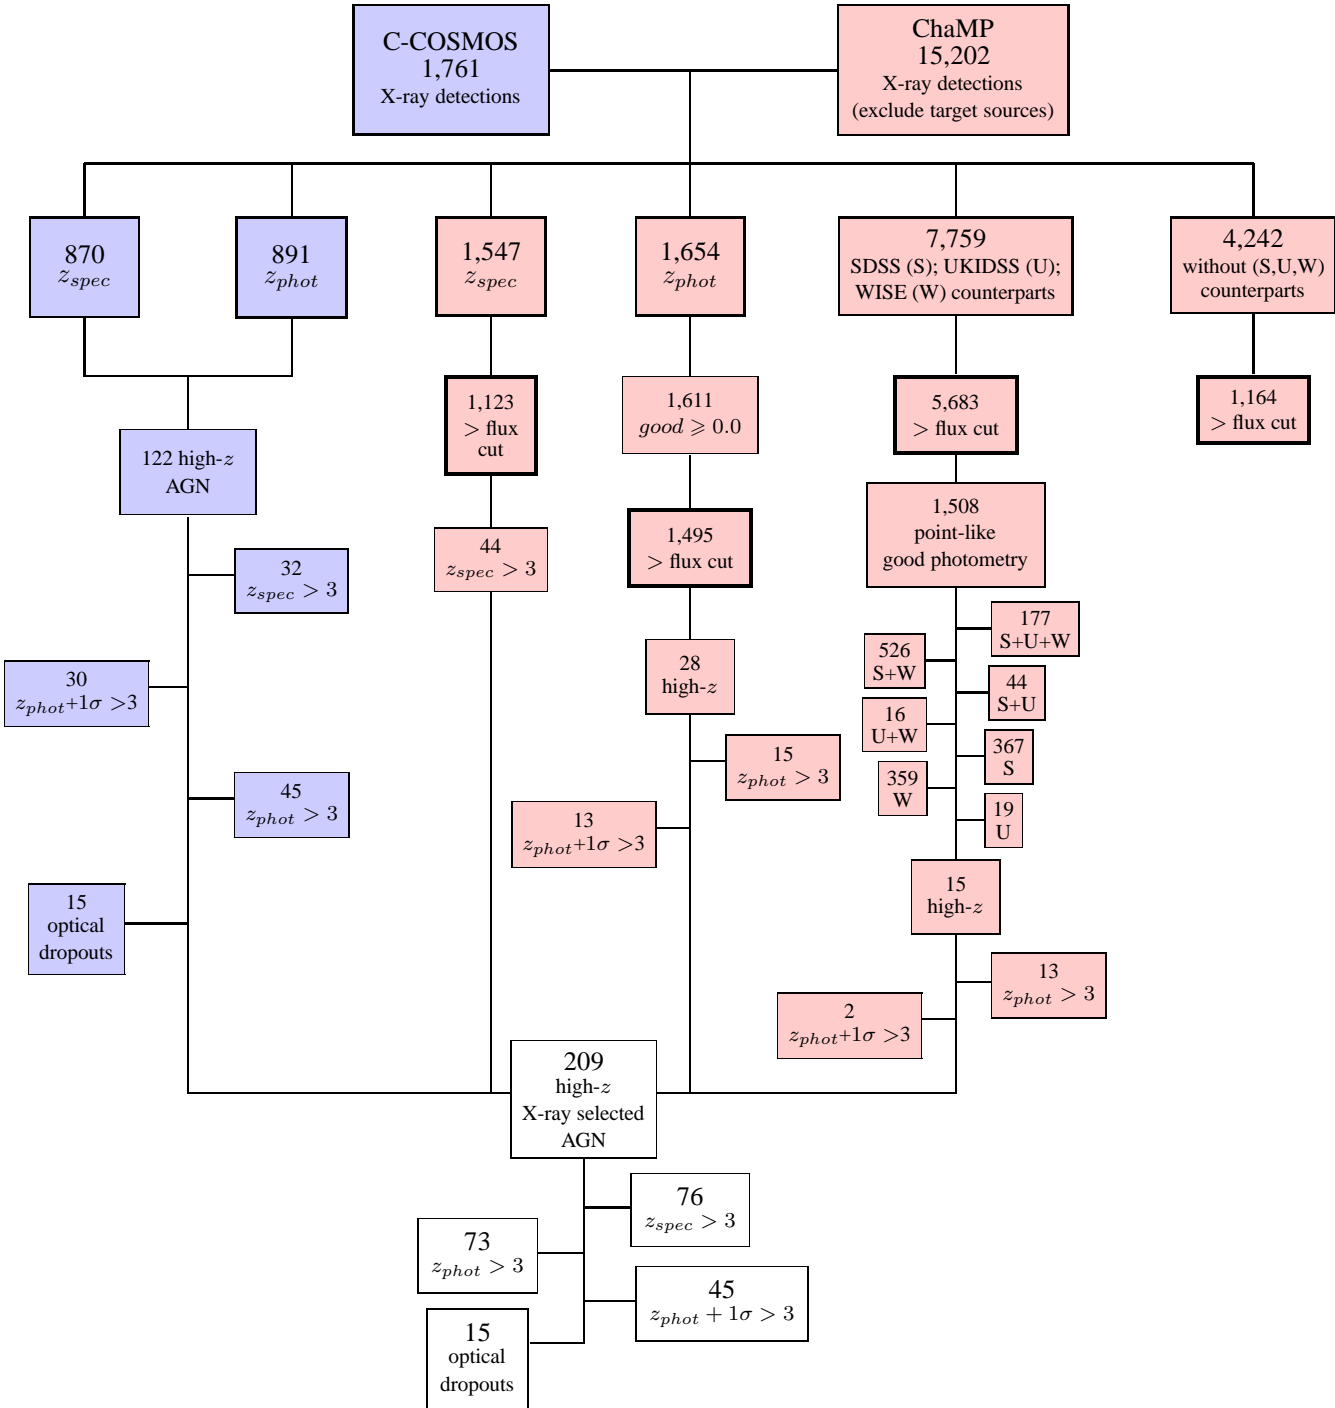 C-COSMOS
1,761
X-ray detections
ChaMP
15,202
X-ray detections
(exclude target sources)
870
z_spec
891
z_phot
1,547
z_spec
1,654
z_phot
7,759
SDSS (S); UKIDSS (U);
WISE (W) counterparts
4,242
without (S,U,W)
counterparts
1,123
> flux
cut
1,611
good ⩾ 0.0
5,683
> flux cut
1,164
> flux cut
122 high-z
AGN
44
z_spec > 3
1,495
> flux cut
1,508
point-like
good photometry
32
z_spec > 3
30
z_phot+1σ >3
45
z_phot > 3
15
optical
dropouts
28
high-z
15
z_phot > 3
13
z_phot+1σ >3
177
S+U+W
526
S+W
44
S+U
16
U+W
367
S
359
W
19
U
15
high-z
13
z_phot > 3
2
z_phot+1σ >3
209
high-z
X-ray selected
AGN
76
z_spec > 3
73
z_phot > 3
45
z_phot + 1σ > 3
15
optical
dropouts